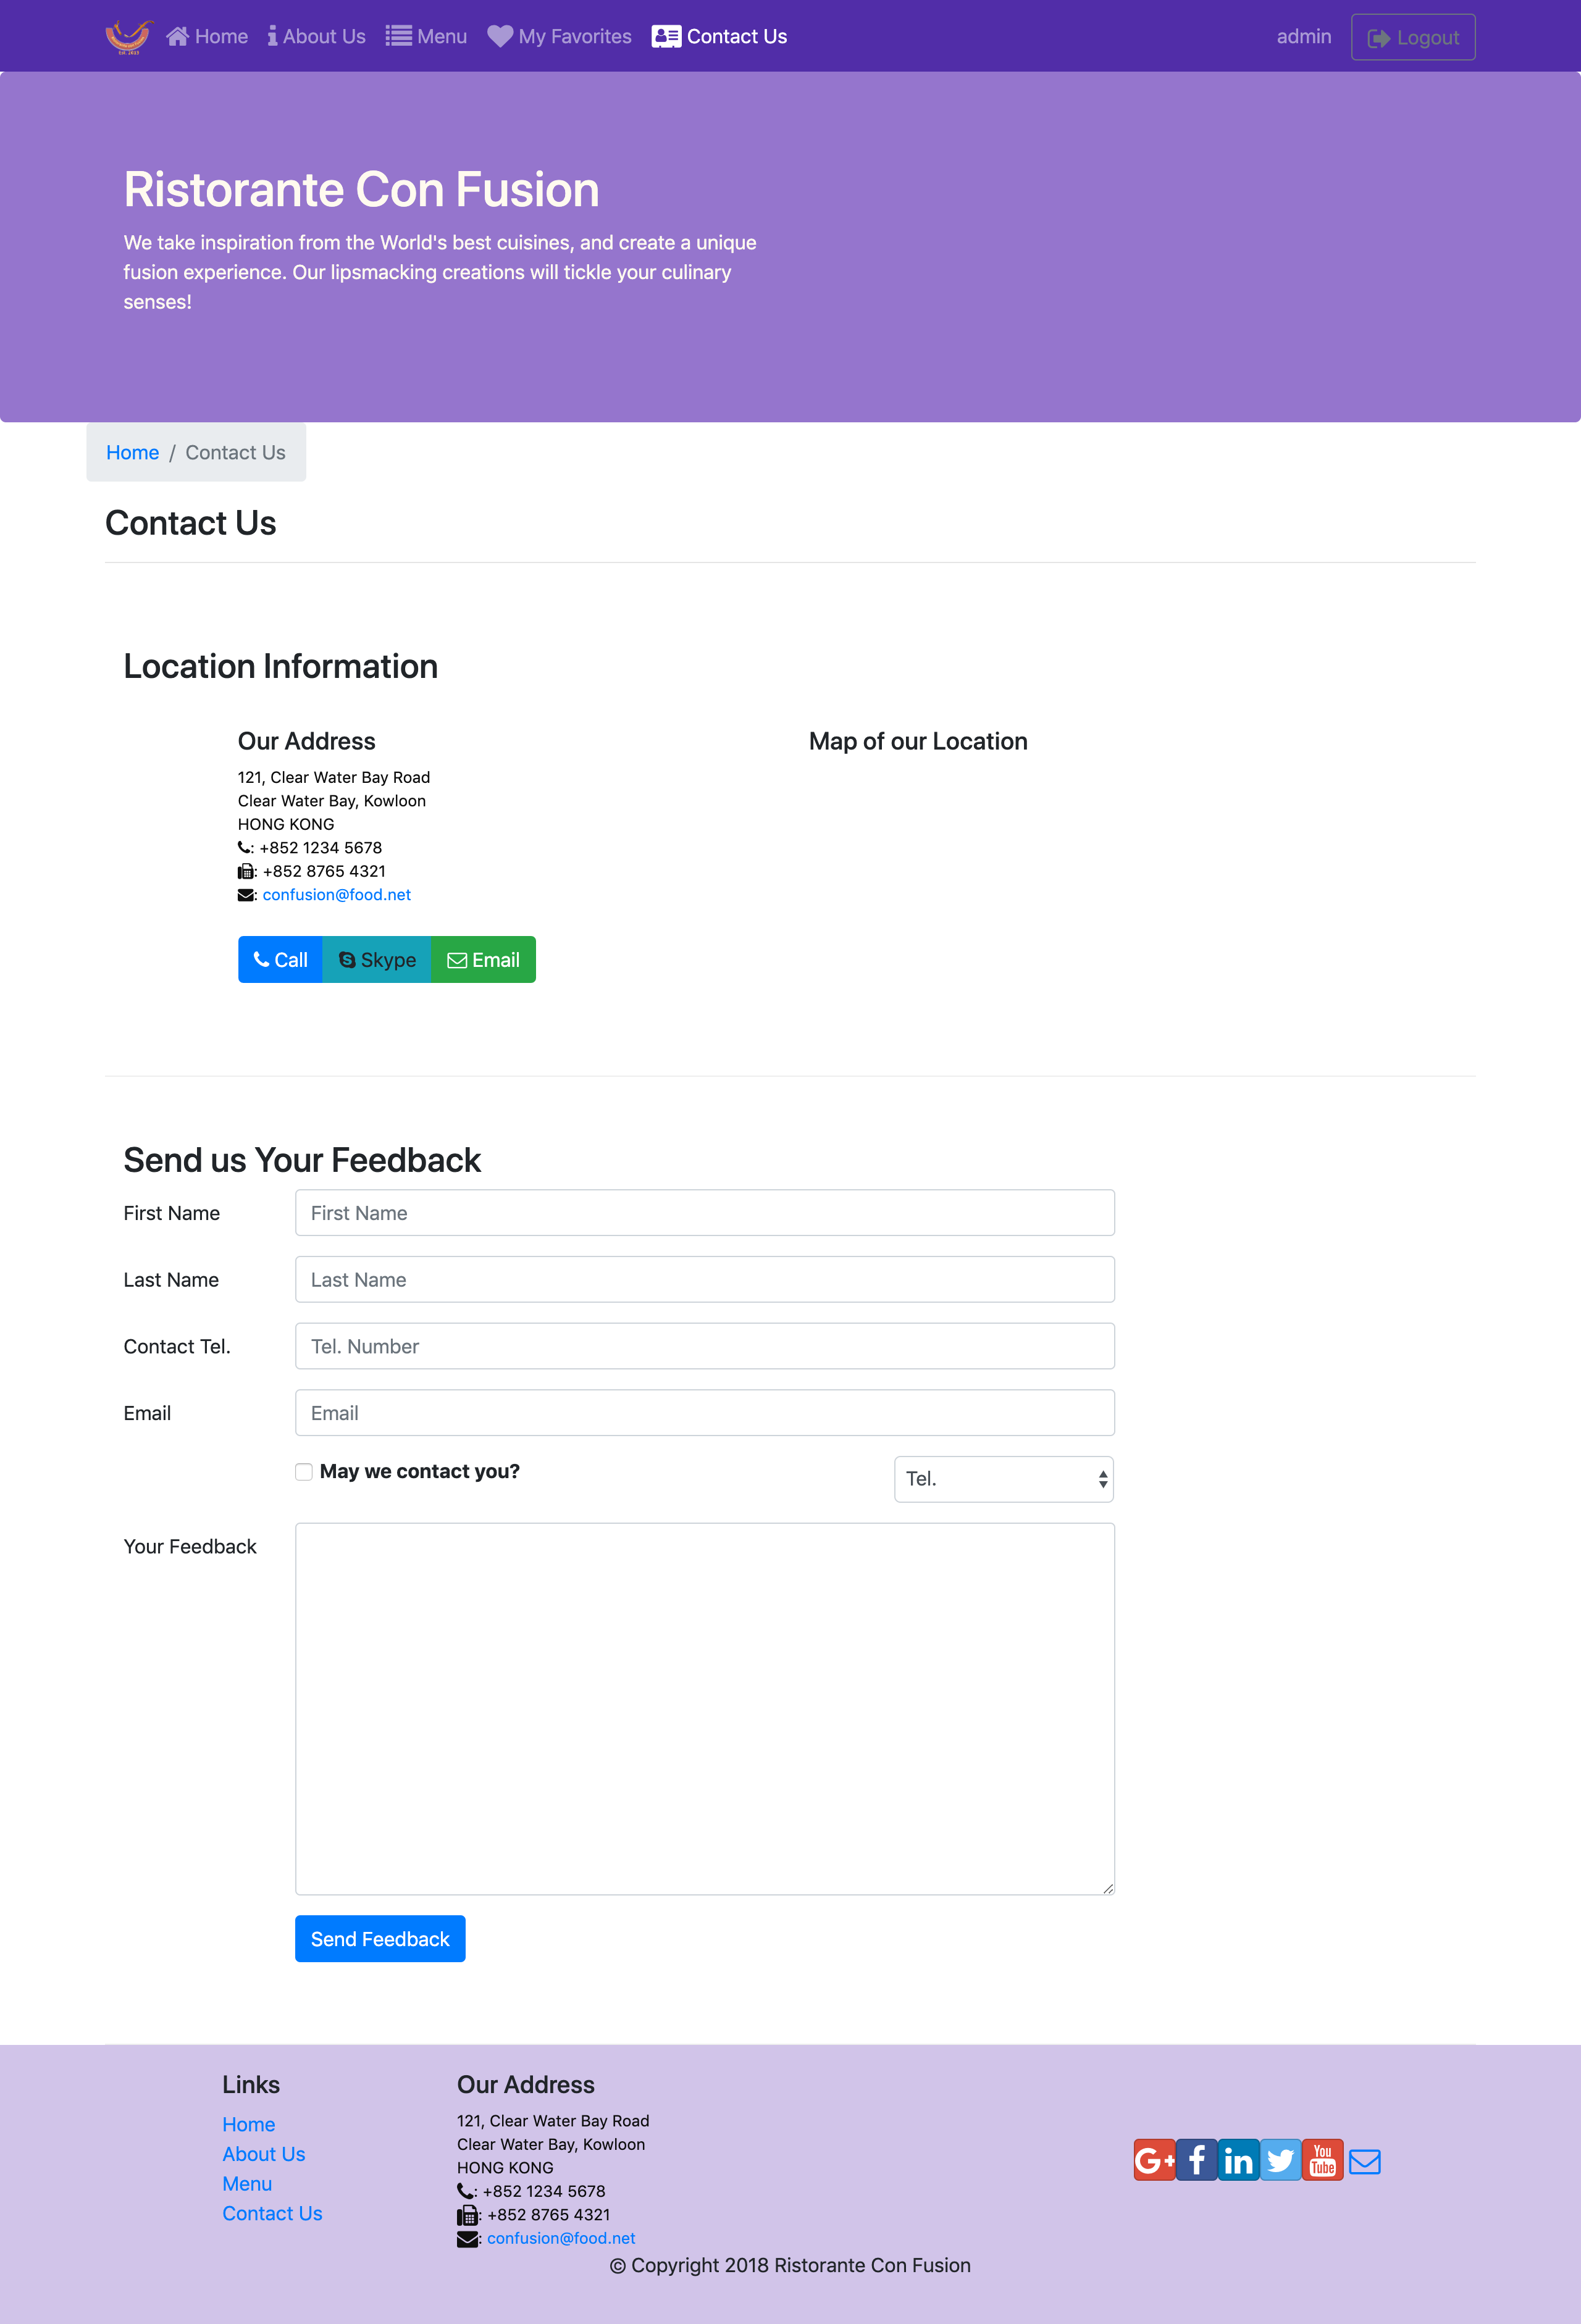 Home About Us Menu My Favorites Contact Us admin Logout
Ristorante Con Fusion
We take inspiration from the World's best cuisines, and create a unique
fusion experience. Our lipsmacking creations will tickle your culinary
senses!
Home / Contact Us
Contact Us
Location Information
Our Address
121, Clear Water Bay Road
Clear Water Bay, Kowloon
HONG KONG
: +852 1234 5678
: +852 8765 4321
: confusion@food.net
Call Skype Email
Map of our Location
Send us Your Feedback
First Name First Name
Last Name Last Name
Contact Tel. Tel. Number
Email Email
May we contact you? Tel.
Your Feedback
Send Feedback
Links
Home
About Us
Menu
Contact Us
Our Address
121, Clear Water Bay Road
Clear Water Bay, Kowloon
HONG KONG
: +852 1234 5678
: +852 8765 4321
: confusion@food.net
G+ f in You Tube
© Copyright 2018 Ristorante Con Fusion